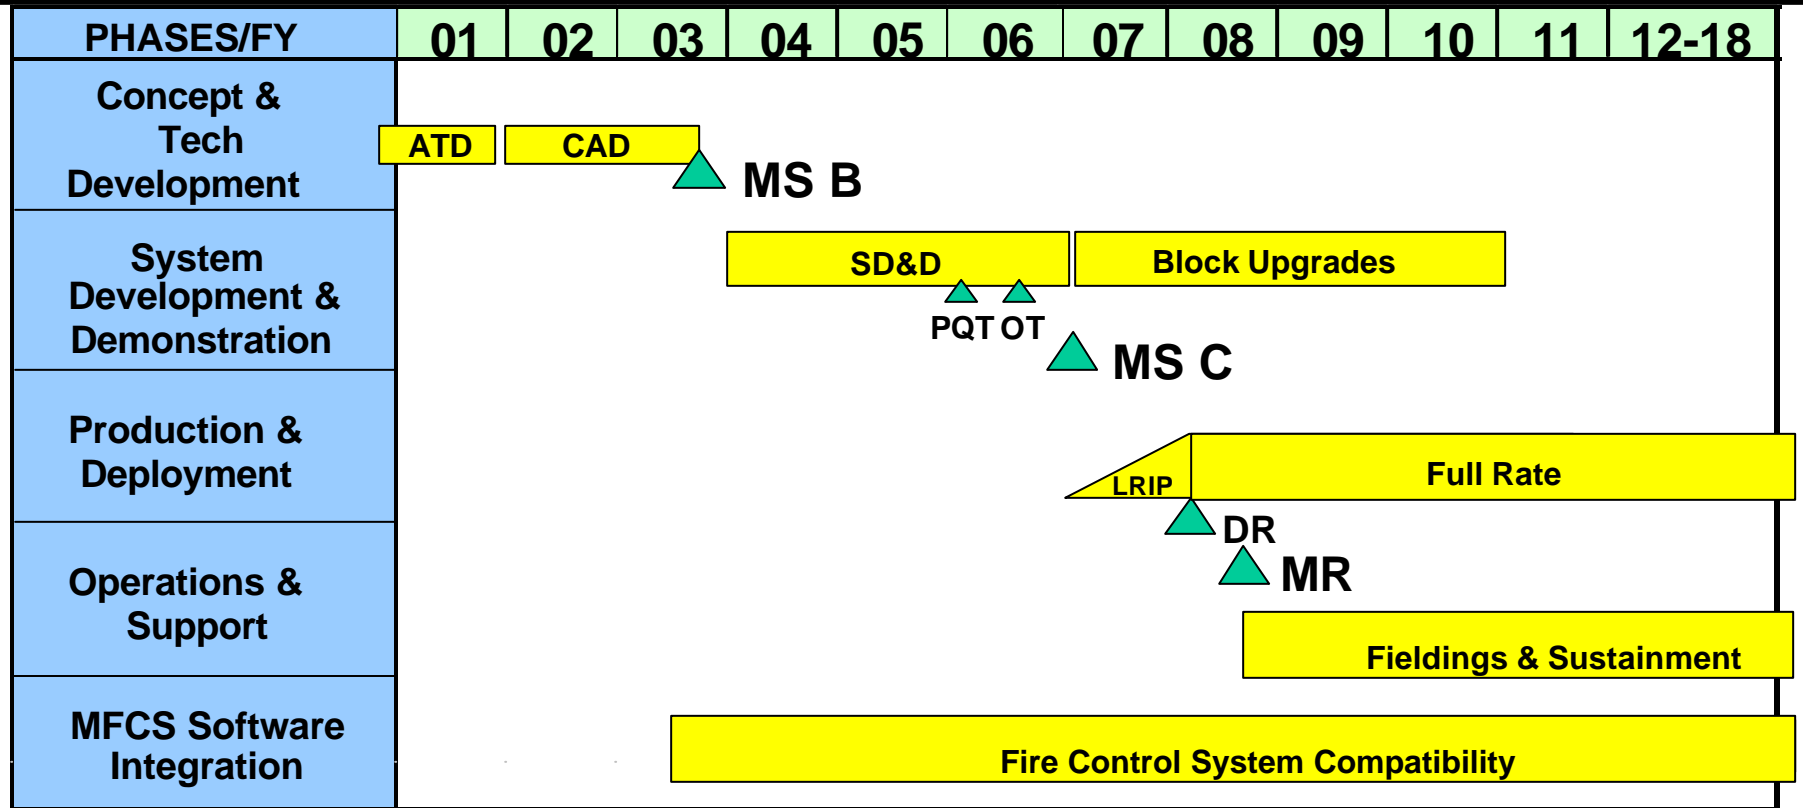 PHASES/FY 01 02 03 04 05 06 07 08 09 10 11 12-18
Concept &
Tech
Development
ATD CAD
MS B
System
Development &
Demonstration
SD&D Block Upgrades
PQT OT
MS C
Production &
Deployment
LRIP Full Rate
DR
Operations &
Support
MR
Fieldings & Sustainment
MFCS Software
Integration
Fire Control System Compatibility